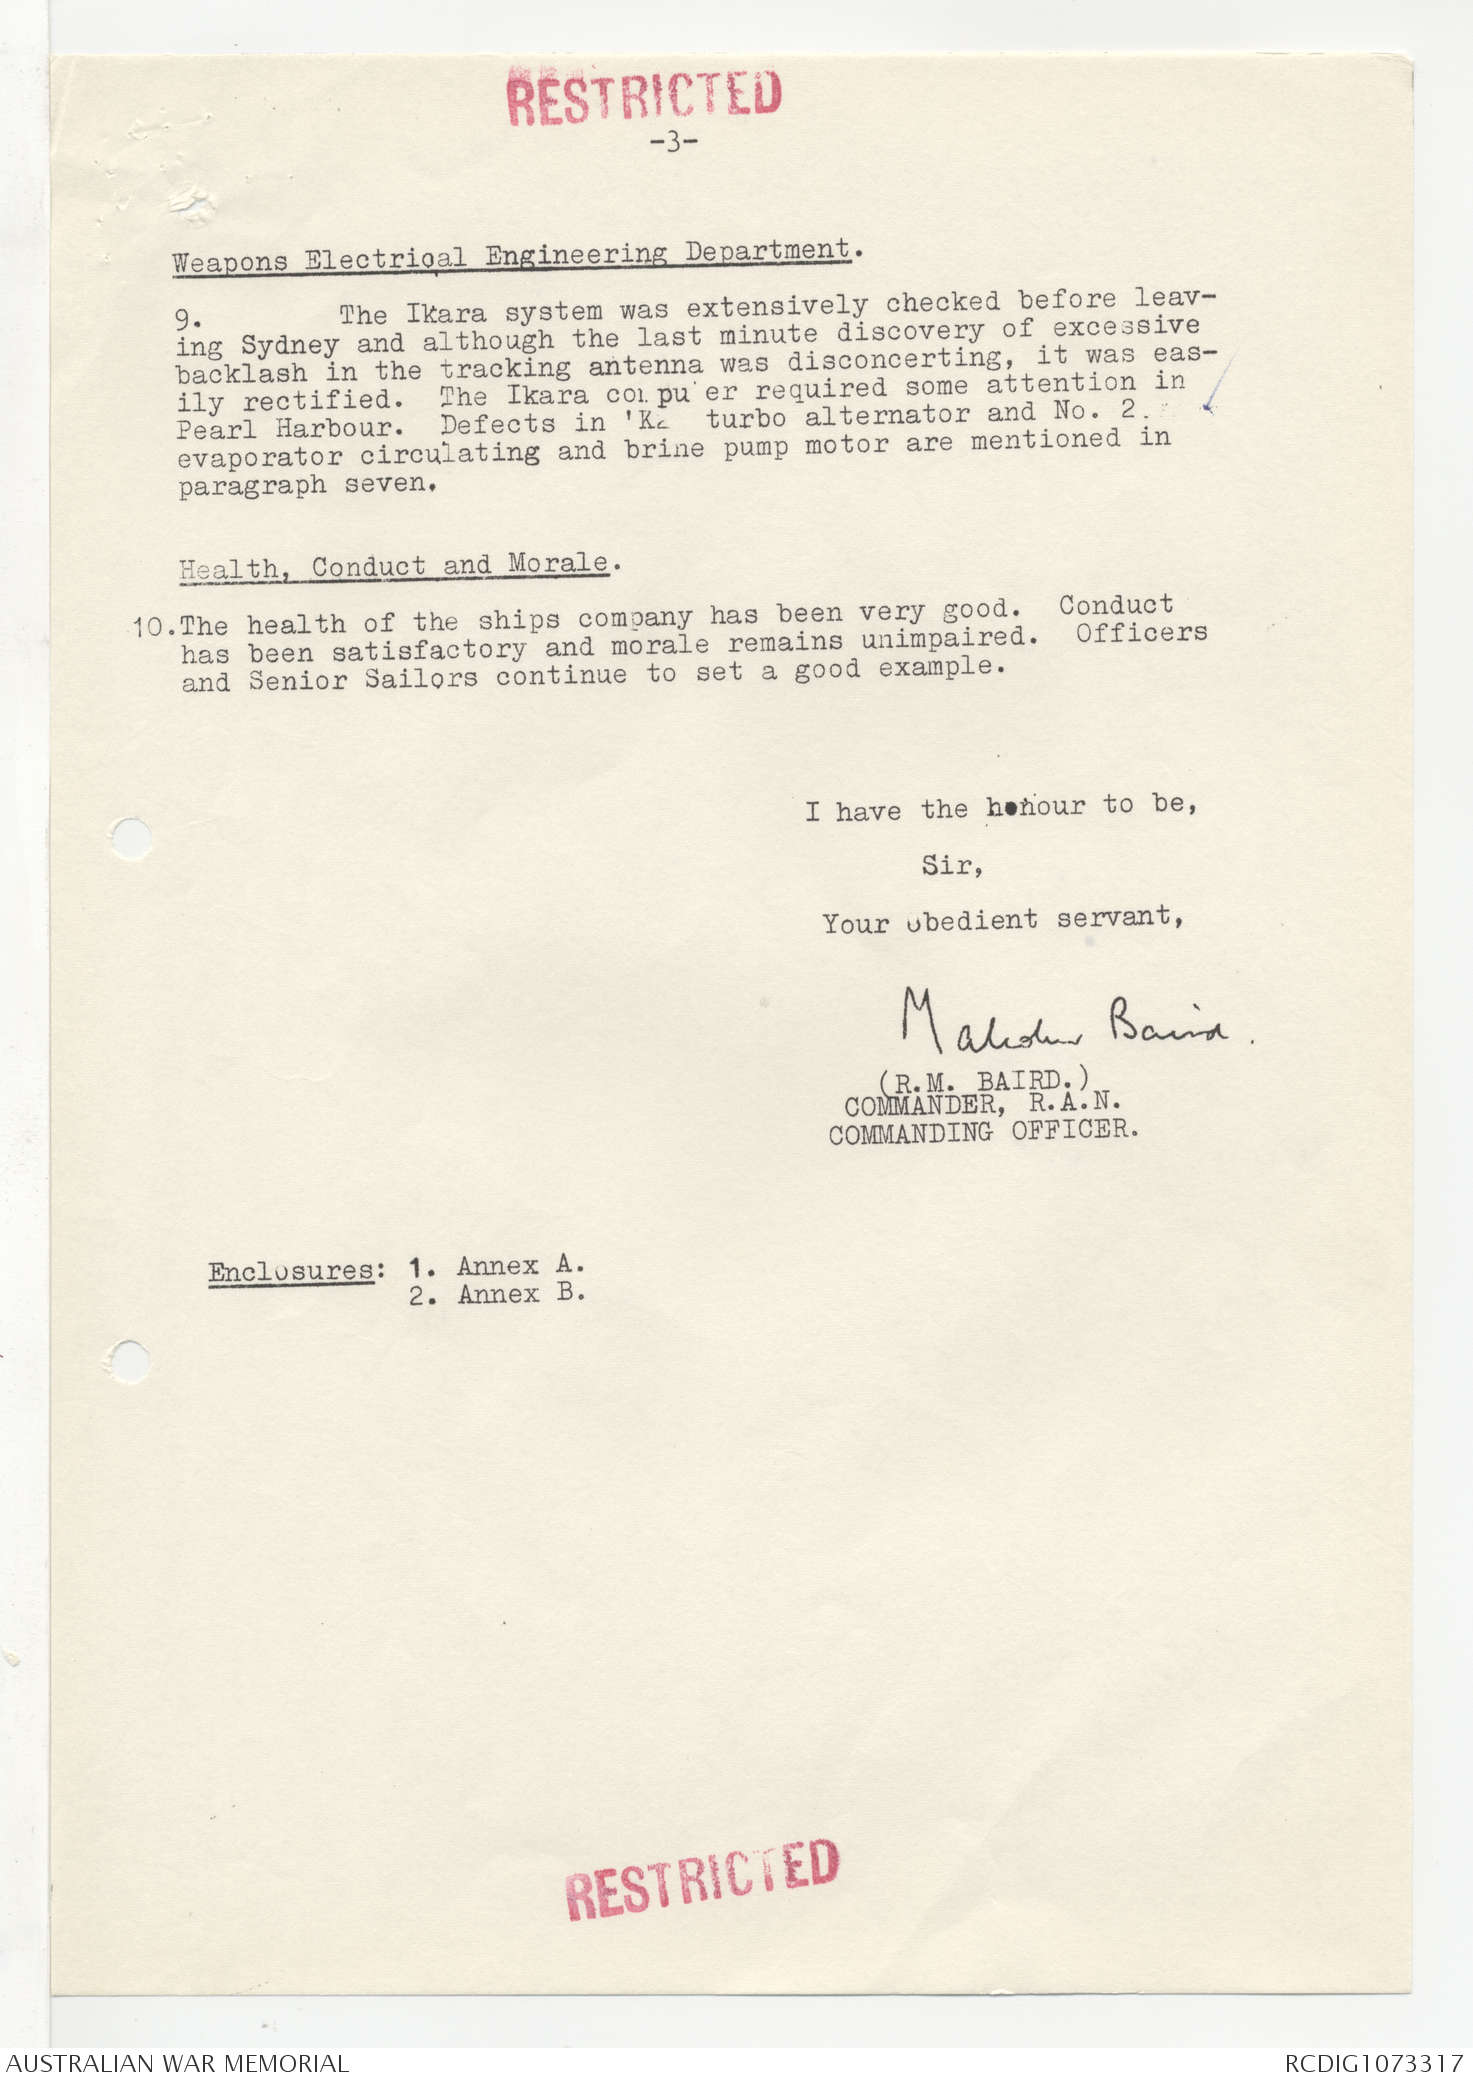 RESTRICTED
-3-
Weapons Electrical Engineering Department.
9. The Ikara system was extensively checked before leav-
ing Sydney and although the last minute discovery of excessive
backlash in the tracking antenna was disconcerting, it was eas-
ily rectified. The Ikara computer required some attention in
Pearl Harbour. Defects in turbo alternator and No. 2.
evaporator circulating and brine pump motor are mentioned in
paragraph seven.
Health, Conduct and Morale.
10. The health of the ships company has been very good. Conduct
has been satisfactory and morale remains unimpaired. Officers
and Senior Sailors continue to set a good example.
I have the honour to be,
Sir,
Your obedient servant,
Malcolm Baird.
(R.M. BAIRD.)
COMMANDER, R.A.N.
COMMANDING OFFICER.
Enclosures: 1. Annex A.
2. Annex B.
RESTRICTED
AUSTRALIAN WAR MEMORIAL
RCDIG1073317